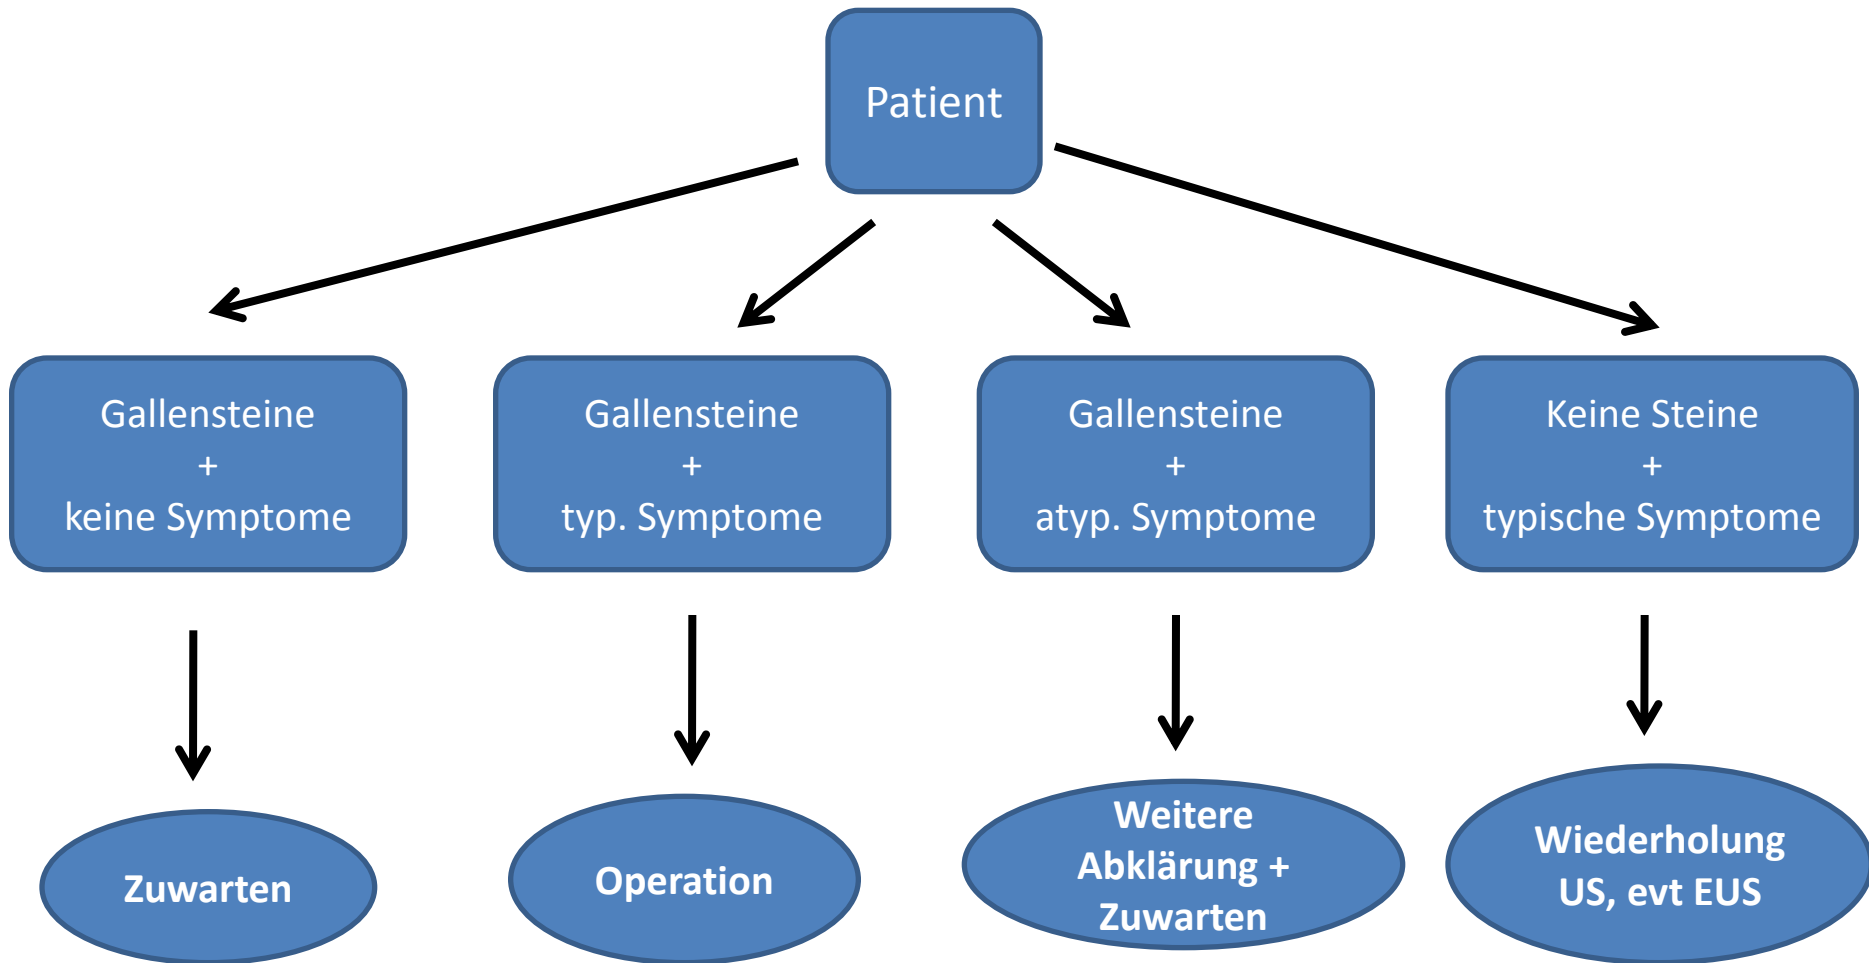 Patient
Gallensteine
+
keine Symptome
Gallensteine
+
typ. Symptome
Gallensteine
+
atyp. Symptome
Keine Steine
+
typische Symptome
Zuwarten
Operation
Weitere
Abklärung +
Zuwarten
Wiederholung
US, evt EUS